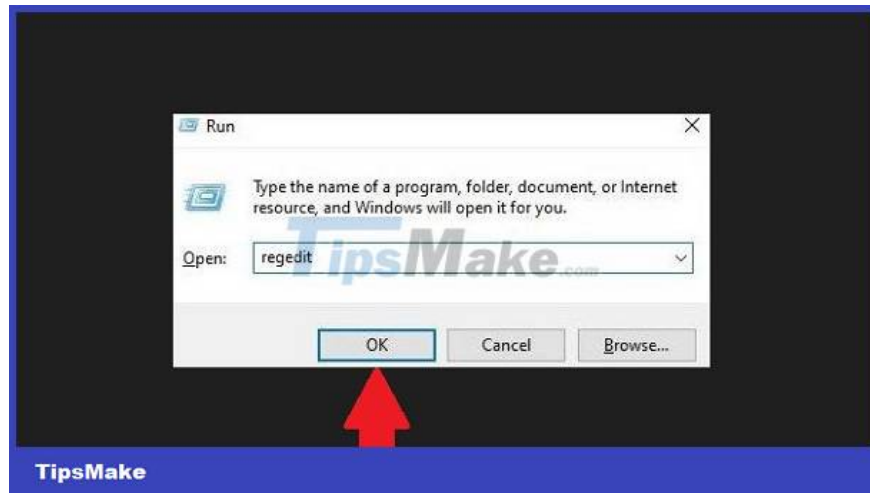 Run
Type the name of a program, folder, document, or Internet
resource, and Windows will open it for you.
TipsMake.com
Open: regedit
OK Cancel Browse...
TipsMake